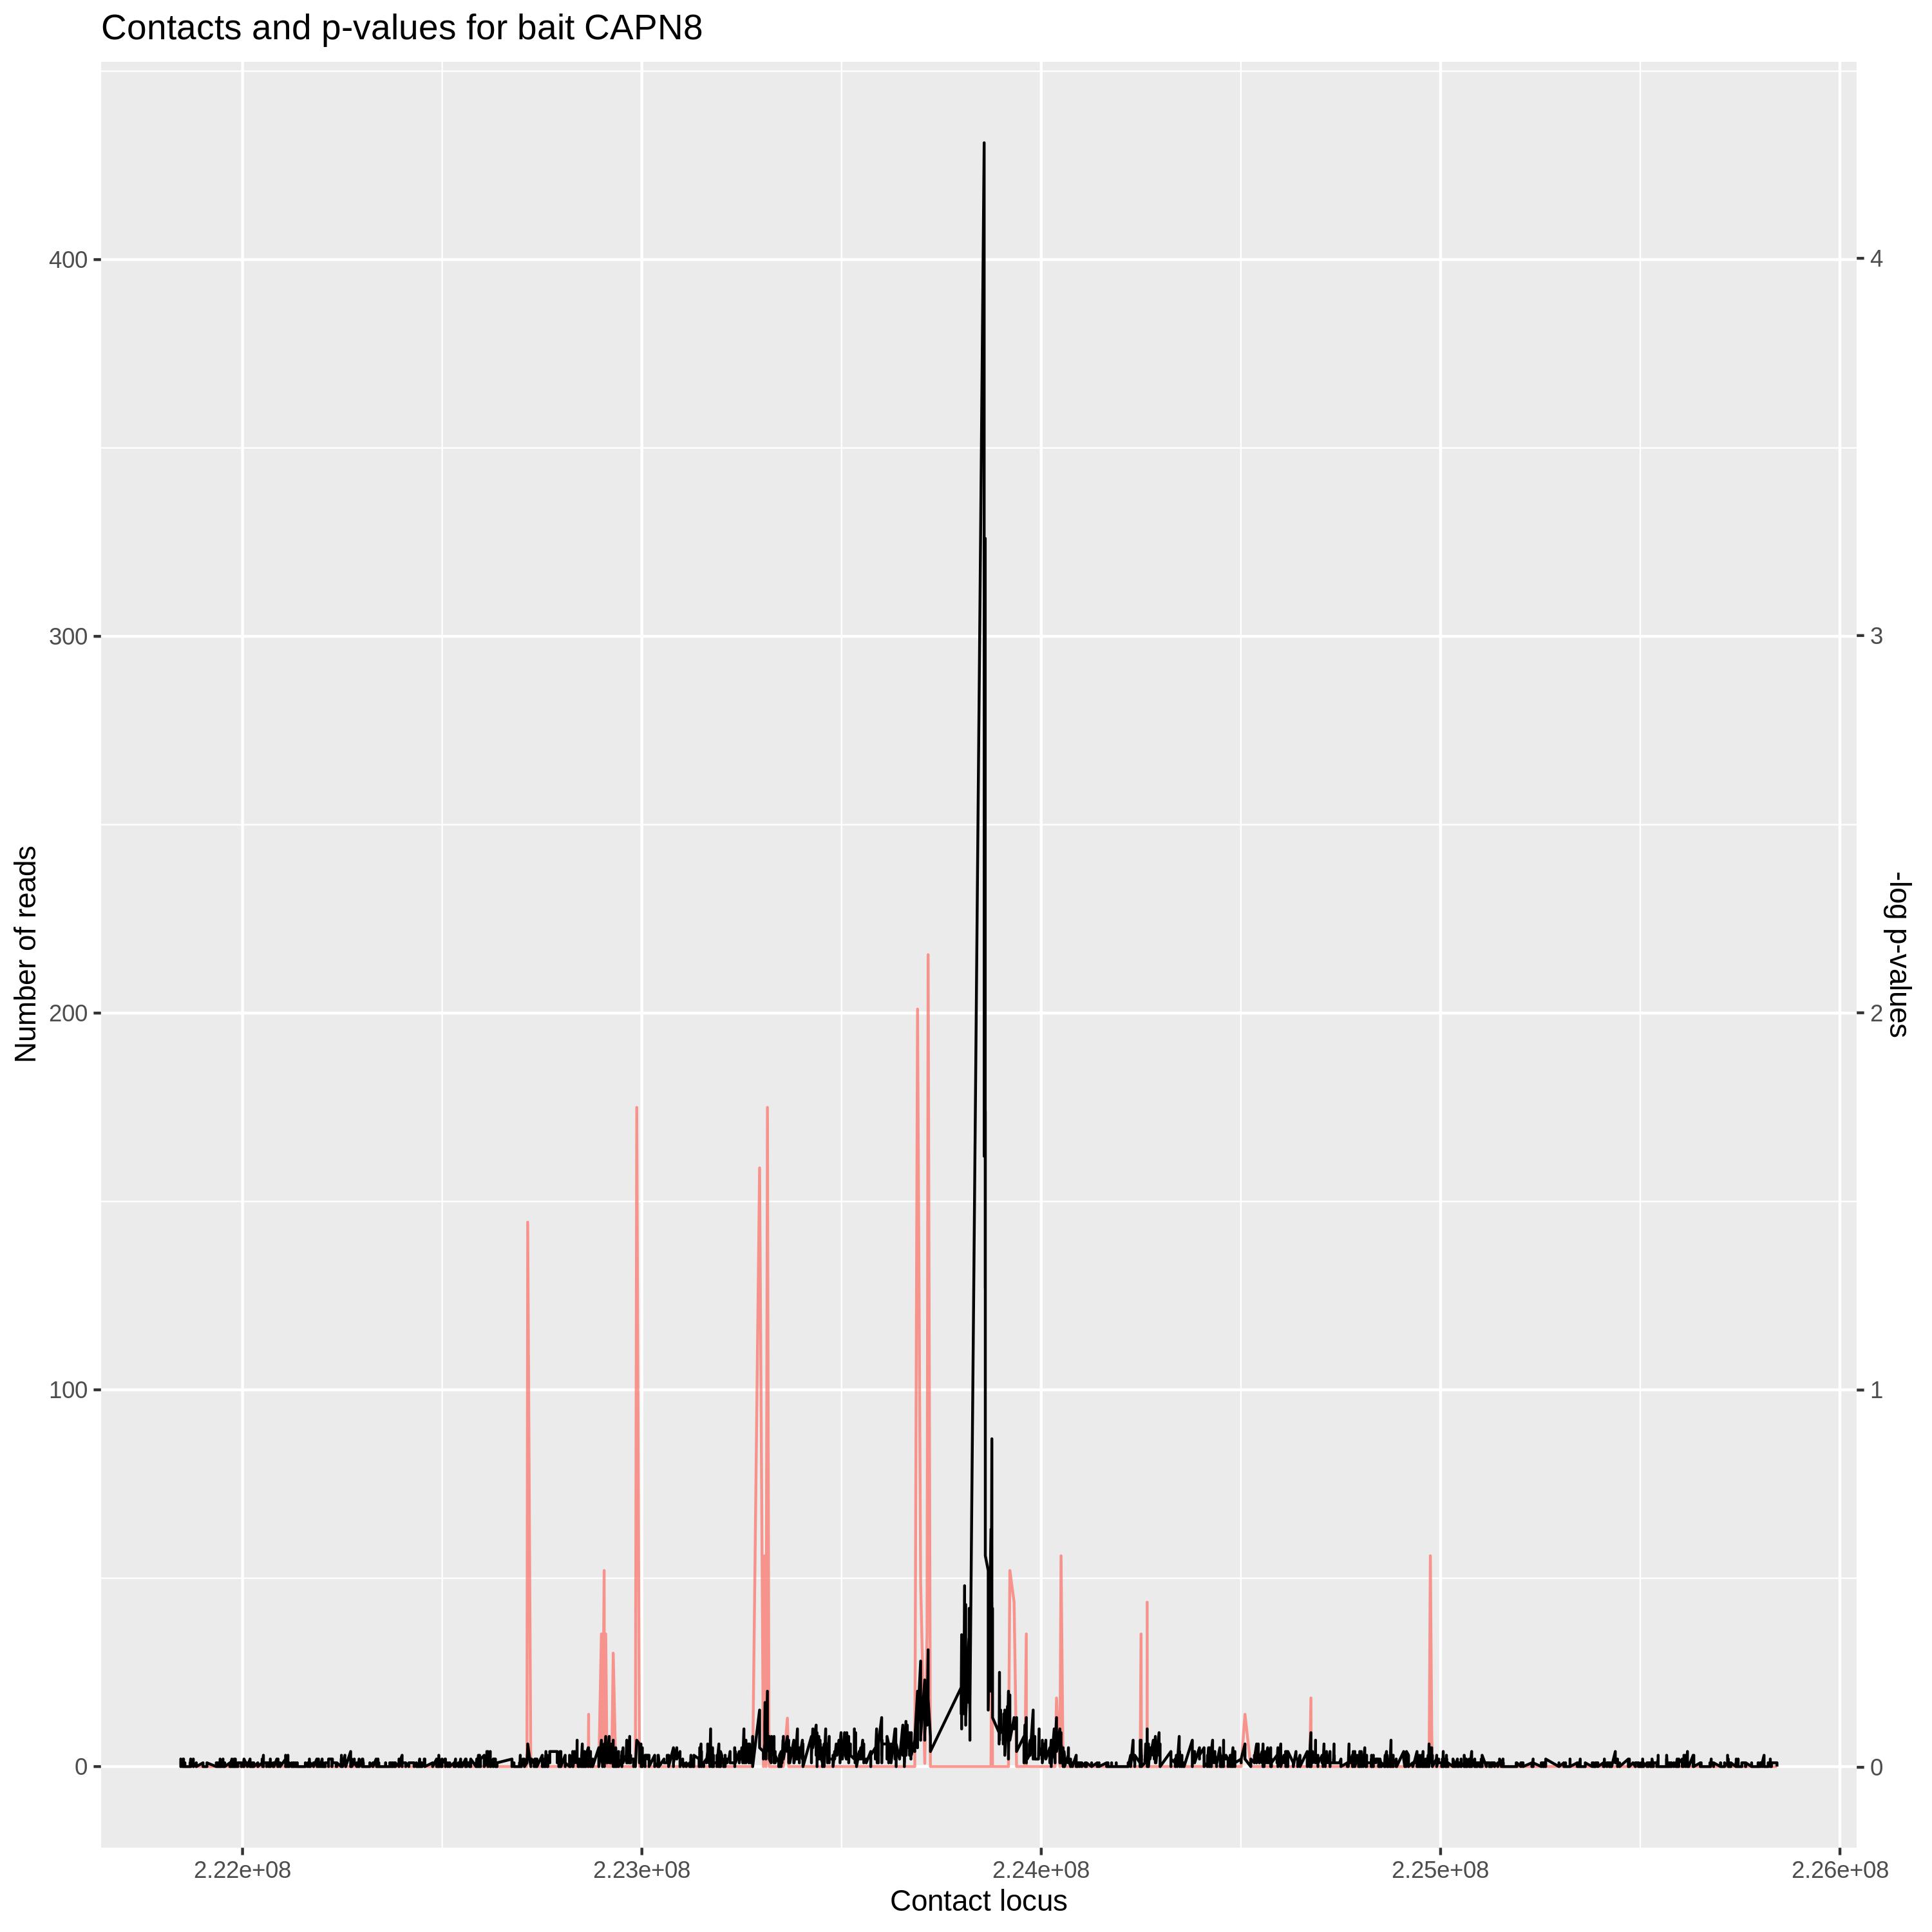 Contacts and p-values for bait CAPN8
400
300
200
100
0
Number of reads
4
3
2
1
0
-log p-values
2.22e+08
2.23e+08
2.24e+08
2.25e+08
2.26e+08
Contact locus